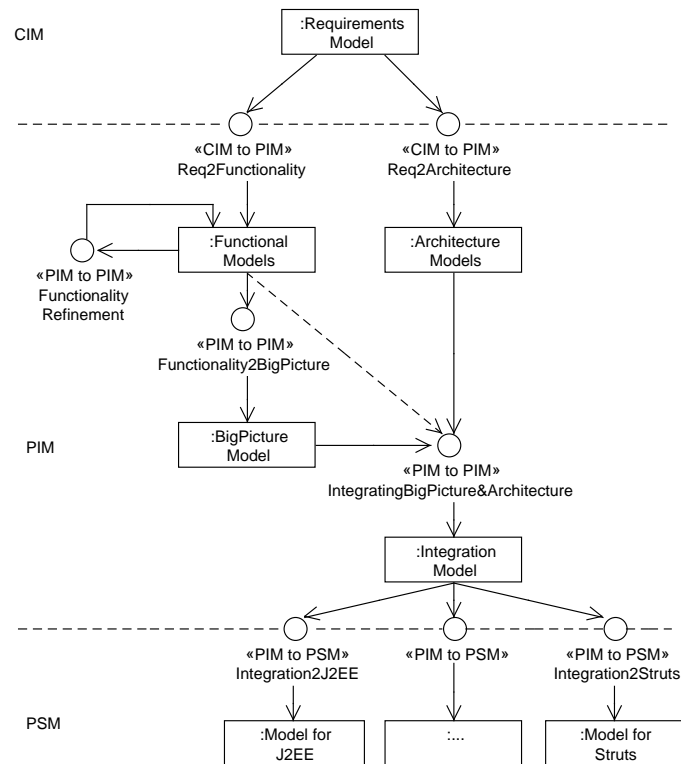 CIM
:Requirements
Model
«CIM to PIM»
Req2Functionality
«CIM to PIM»
Req2Architecture
:Functional
Models
:Architecture
Models
«PIM to PIM»
Functionality
Refinement
«PIM to PIM»
Functionality2BigPicture
PIM
:BigPicture
Model
«PIM to PIM»
IntegratingBigPicture&Architecture
:Integration
Model
«PIM to PSM»
Integration2J2EE
«PIM to PSM»
«PIM to PSM»
Integration2Struts
PSM
:Model for
J2EE
:...
:Model for
Struts